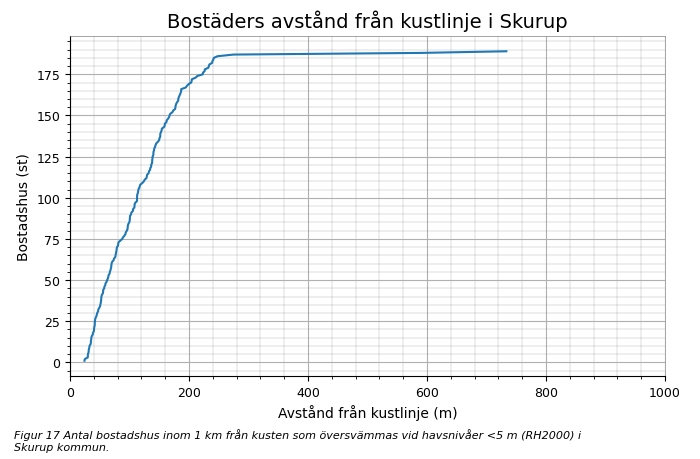 Bostäders avstånd från kustlinje i Skurup
Bostadshus (st)
175
150
125
100
75
50
25
0
0 200 400 600 800 1000
Avstånd från kustlinje (m)
Figur 17 Antal bostadshus inom 1 km från kusten som översvämmas vid havsnivåer <5 m (RH2000) i
Skurup kommun.